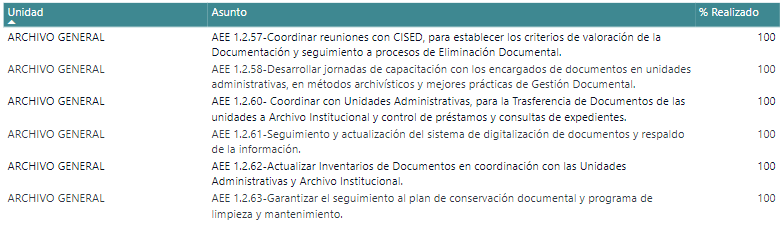 Unidad Asunto % Realizado
ARCHIVO GENERAL AEE 1.2.57-Coordinar reuniones con CISED, para establecer los criterios de valoración de la 100
Documentación y seguimiento a procesos de Eliminación Documental.
ARCHIVO GENERAL AEE 1.2.58-Desarrollar jornadas de capacitación con los encargados de documentos en unidades 100
administrativas, en métodos archivísticos y mejores prácticas de Gestión Documental.
ARCHIVO GENERAL AEE 1.2.60- Coordinar con Unidades Administrativas, para la Trasferencia de Documentos de las 100
unidades a Archivo Institucional y control de préstamos y consultas de expedientes.
ARCHIVO GENERAL AEE 1.2.61-Seguimiento y actualización del sistema de digitalización de documentos y respaldo 100
de la información.
ARCHIVO GENERAL AEE 1.2.62-Actualizar Inventarios de Documentos en coordinación con las Unidades 100
Administrativas y Archivo Institucional.
ARCHIVO GENERAL AEE 1.2.63-Garantizar el seguimiento al plan de conservación documental y programa de 100
limpieza y mantenimiento.